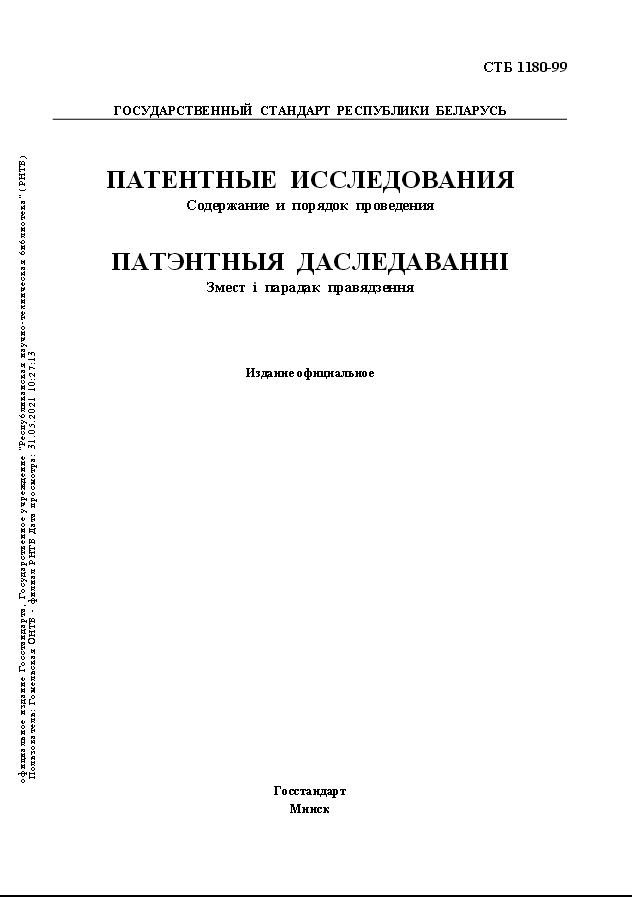 СТБ 1180-99
ГОСУДАРСТВЕННЫЙ СТАНДАРТ РЕСПУБЛИКИ БЕЛАРУСЬ
ПАТЕНТНЫЕ ИССЛЕДОВАНИЯ
Содержание и порядок проведения
ПАТЭНТНЫЯ ДАСЛЕДАВАННІ
Змест і парадак правядзення
Издание официальное
Госстандарт
Минск
официальное издание Госстандарта, Государственное учреждение "Республиканская научно-техническая библиотека" (РНТБ)
Пользователь: Гомельская ОНТБ - филиал РНТБ Дата просмотра: 31.03.2021 10:27:13